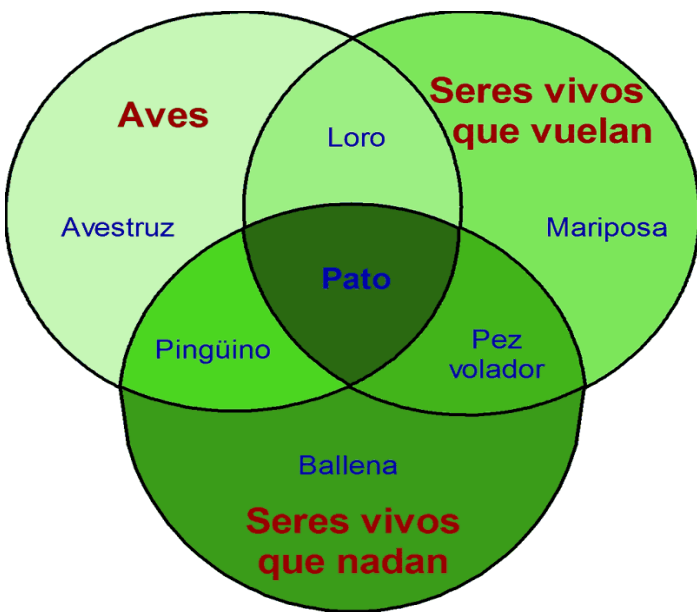 Aves
Seres vivos
que vuelan
Loro
Avestruz
Mariposa
Pato
Pingüino
Pez
volador
Ballena
Seres vivos
que nadan